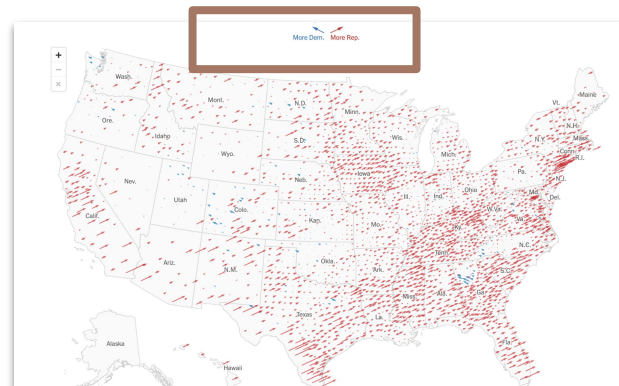 More Dem. More Rep.
+
−
x
Wash.
Mont.
N.D.
Minn.
Maine
Vt.
Ore.
Idaho
S.D.
Wis.
Mich.
N.Y.
N.H.
Mass.
Conn.
R.I.
Wyo.
Iowa
Neb.
Pa.
N.J.
Nev.
Utah
Colo.
Ill.
Ind.
Ohio
Md.
Del.
Calif.
Kan.
Mo.
Ky.
W.Va.
Va.
Ariz.
N.M.
Okla.
Ark.
Tenn.
N.C.
S.C.
Texas
La.
Miss.
Ala.
Ga.
Fla.
Alaska
Hawaii